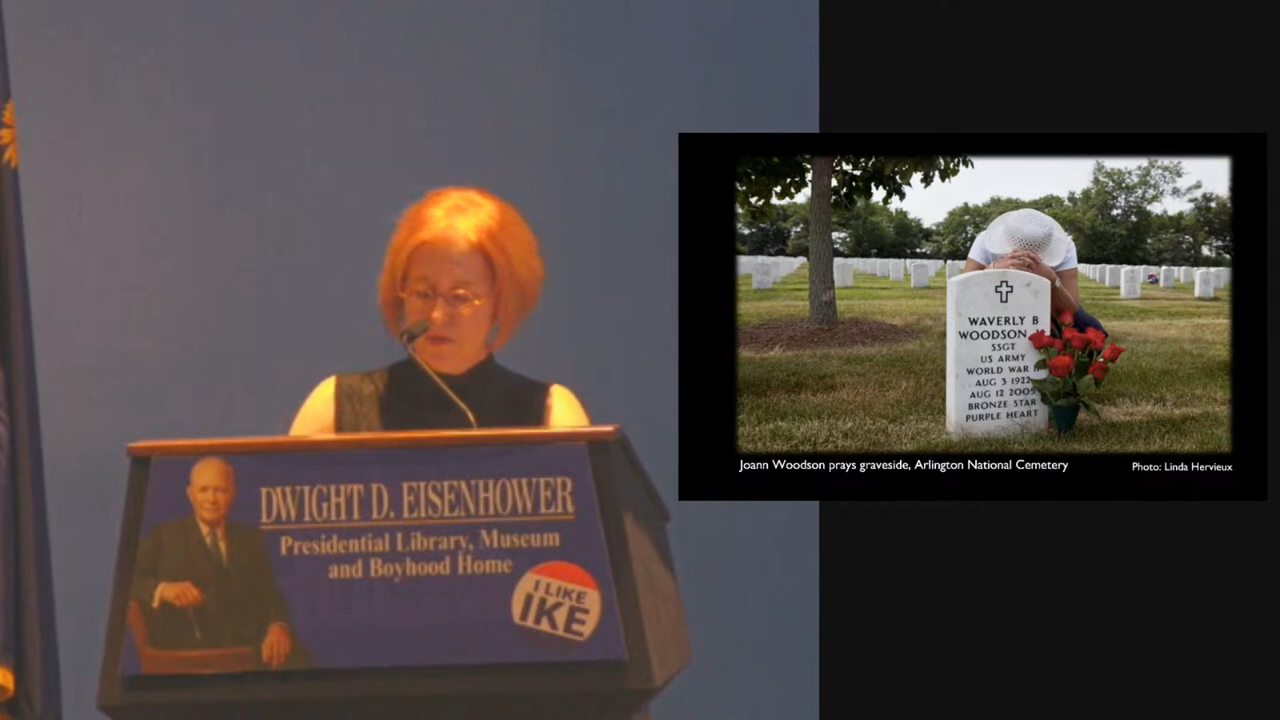 DWIGHT D. EISENHOWER
Presidential Library, Museum
and Boyhood Home
I LIKE
IKE
WAVERLY B
WOODSON
SSGT
US ARMY
WORLD WAR
AUG 3 1922
AUG 12 2005
BRONZE STAR
PURPLE HEART
Joann Woodson prays graveside, Arlington National Cemetery
Photo: Linda Hervieux